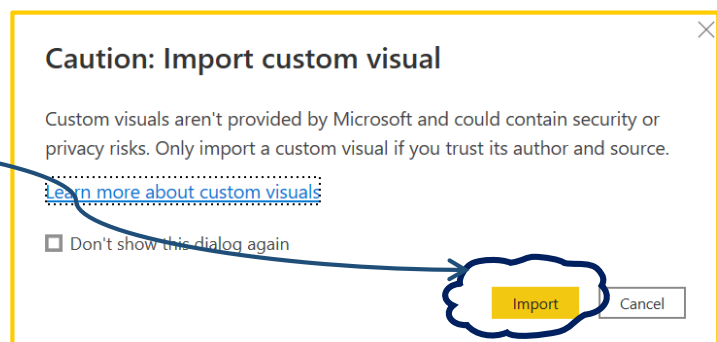 Caution: Import custom visual
Custom visuals aren't provided by Microsoft and could contain security or
privacy risks. Only import a custom visual if you trust its author and source.
Learn more about custom visuals
Don't show this dialog again
Import
Cancel